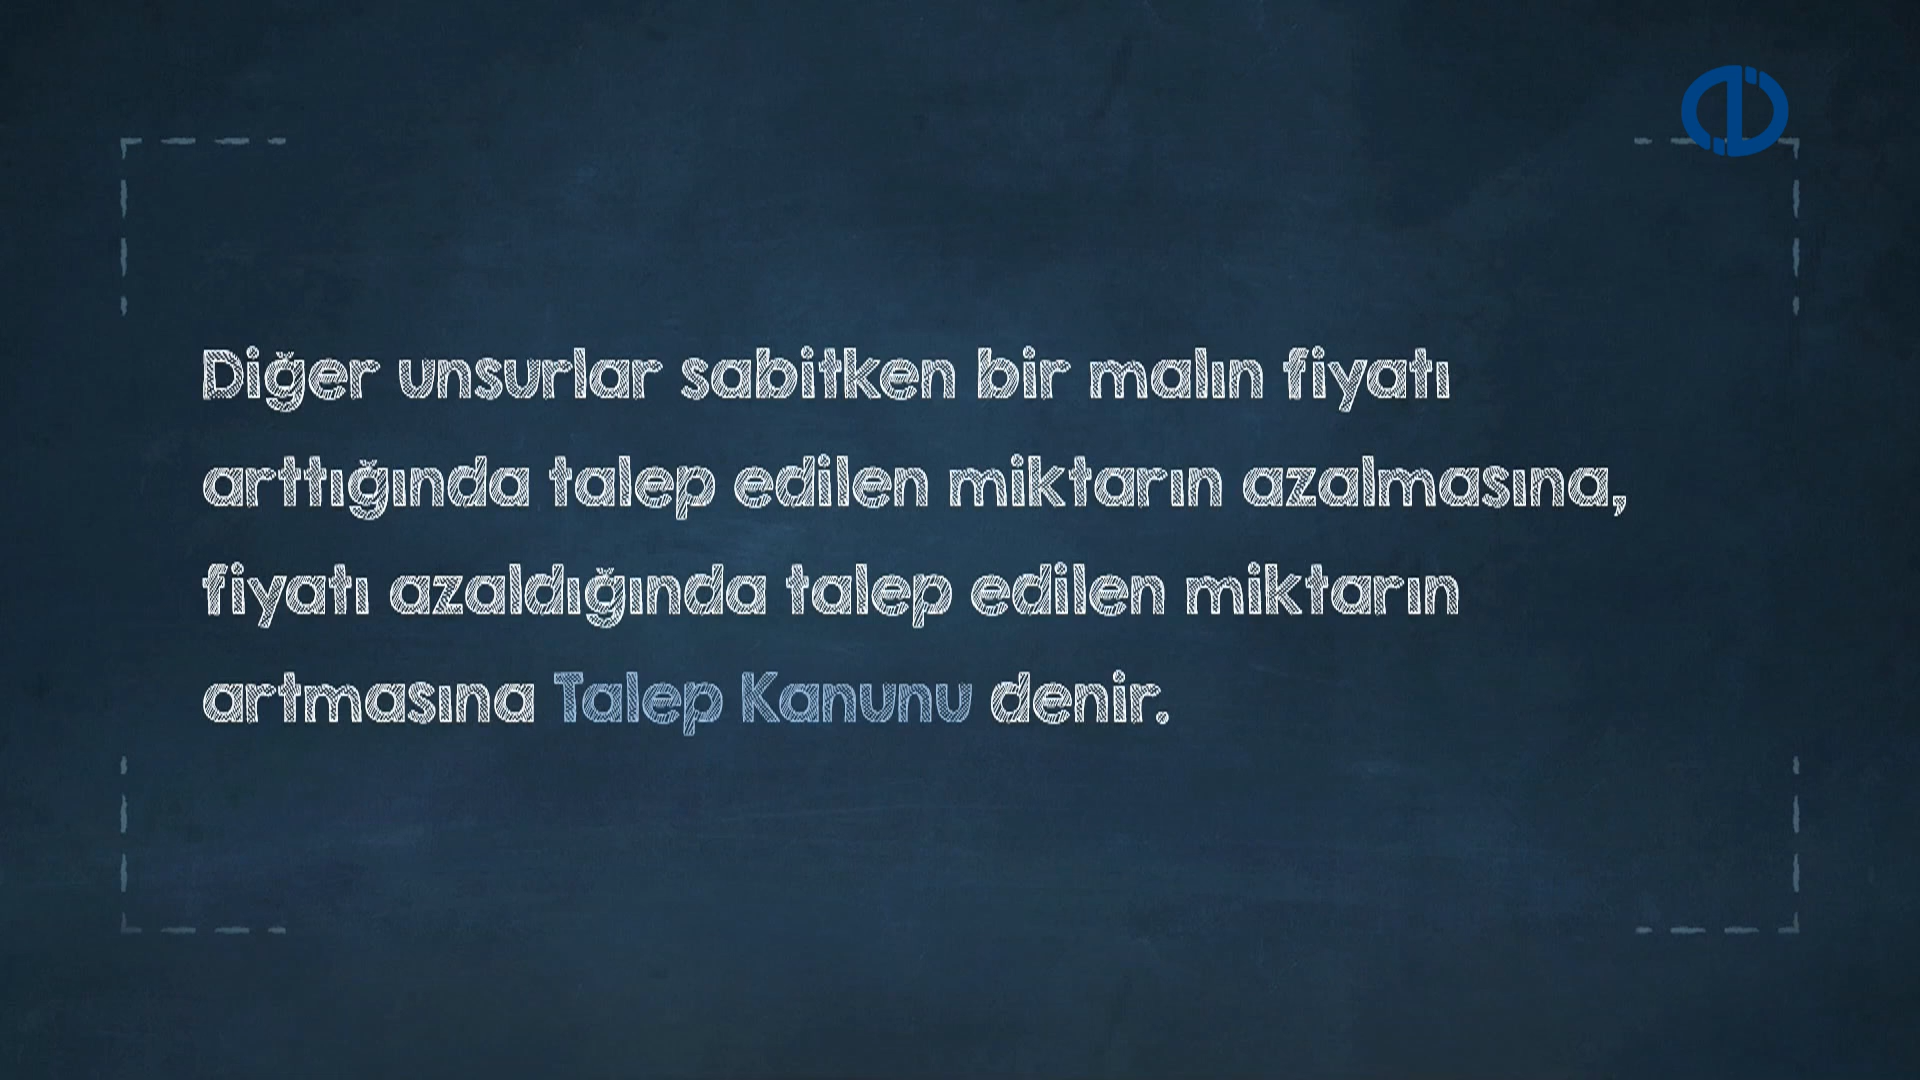 Diğer unsurlar sabitken bir malın fiyatı
arttığında talep edilen miktarın azalmasına,
fiyatı azaldığında talep edilen miktarın
artmasına Talep Kanunu denir.